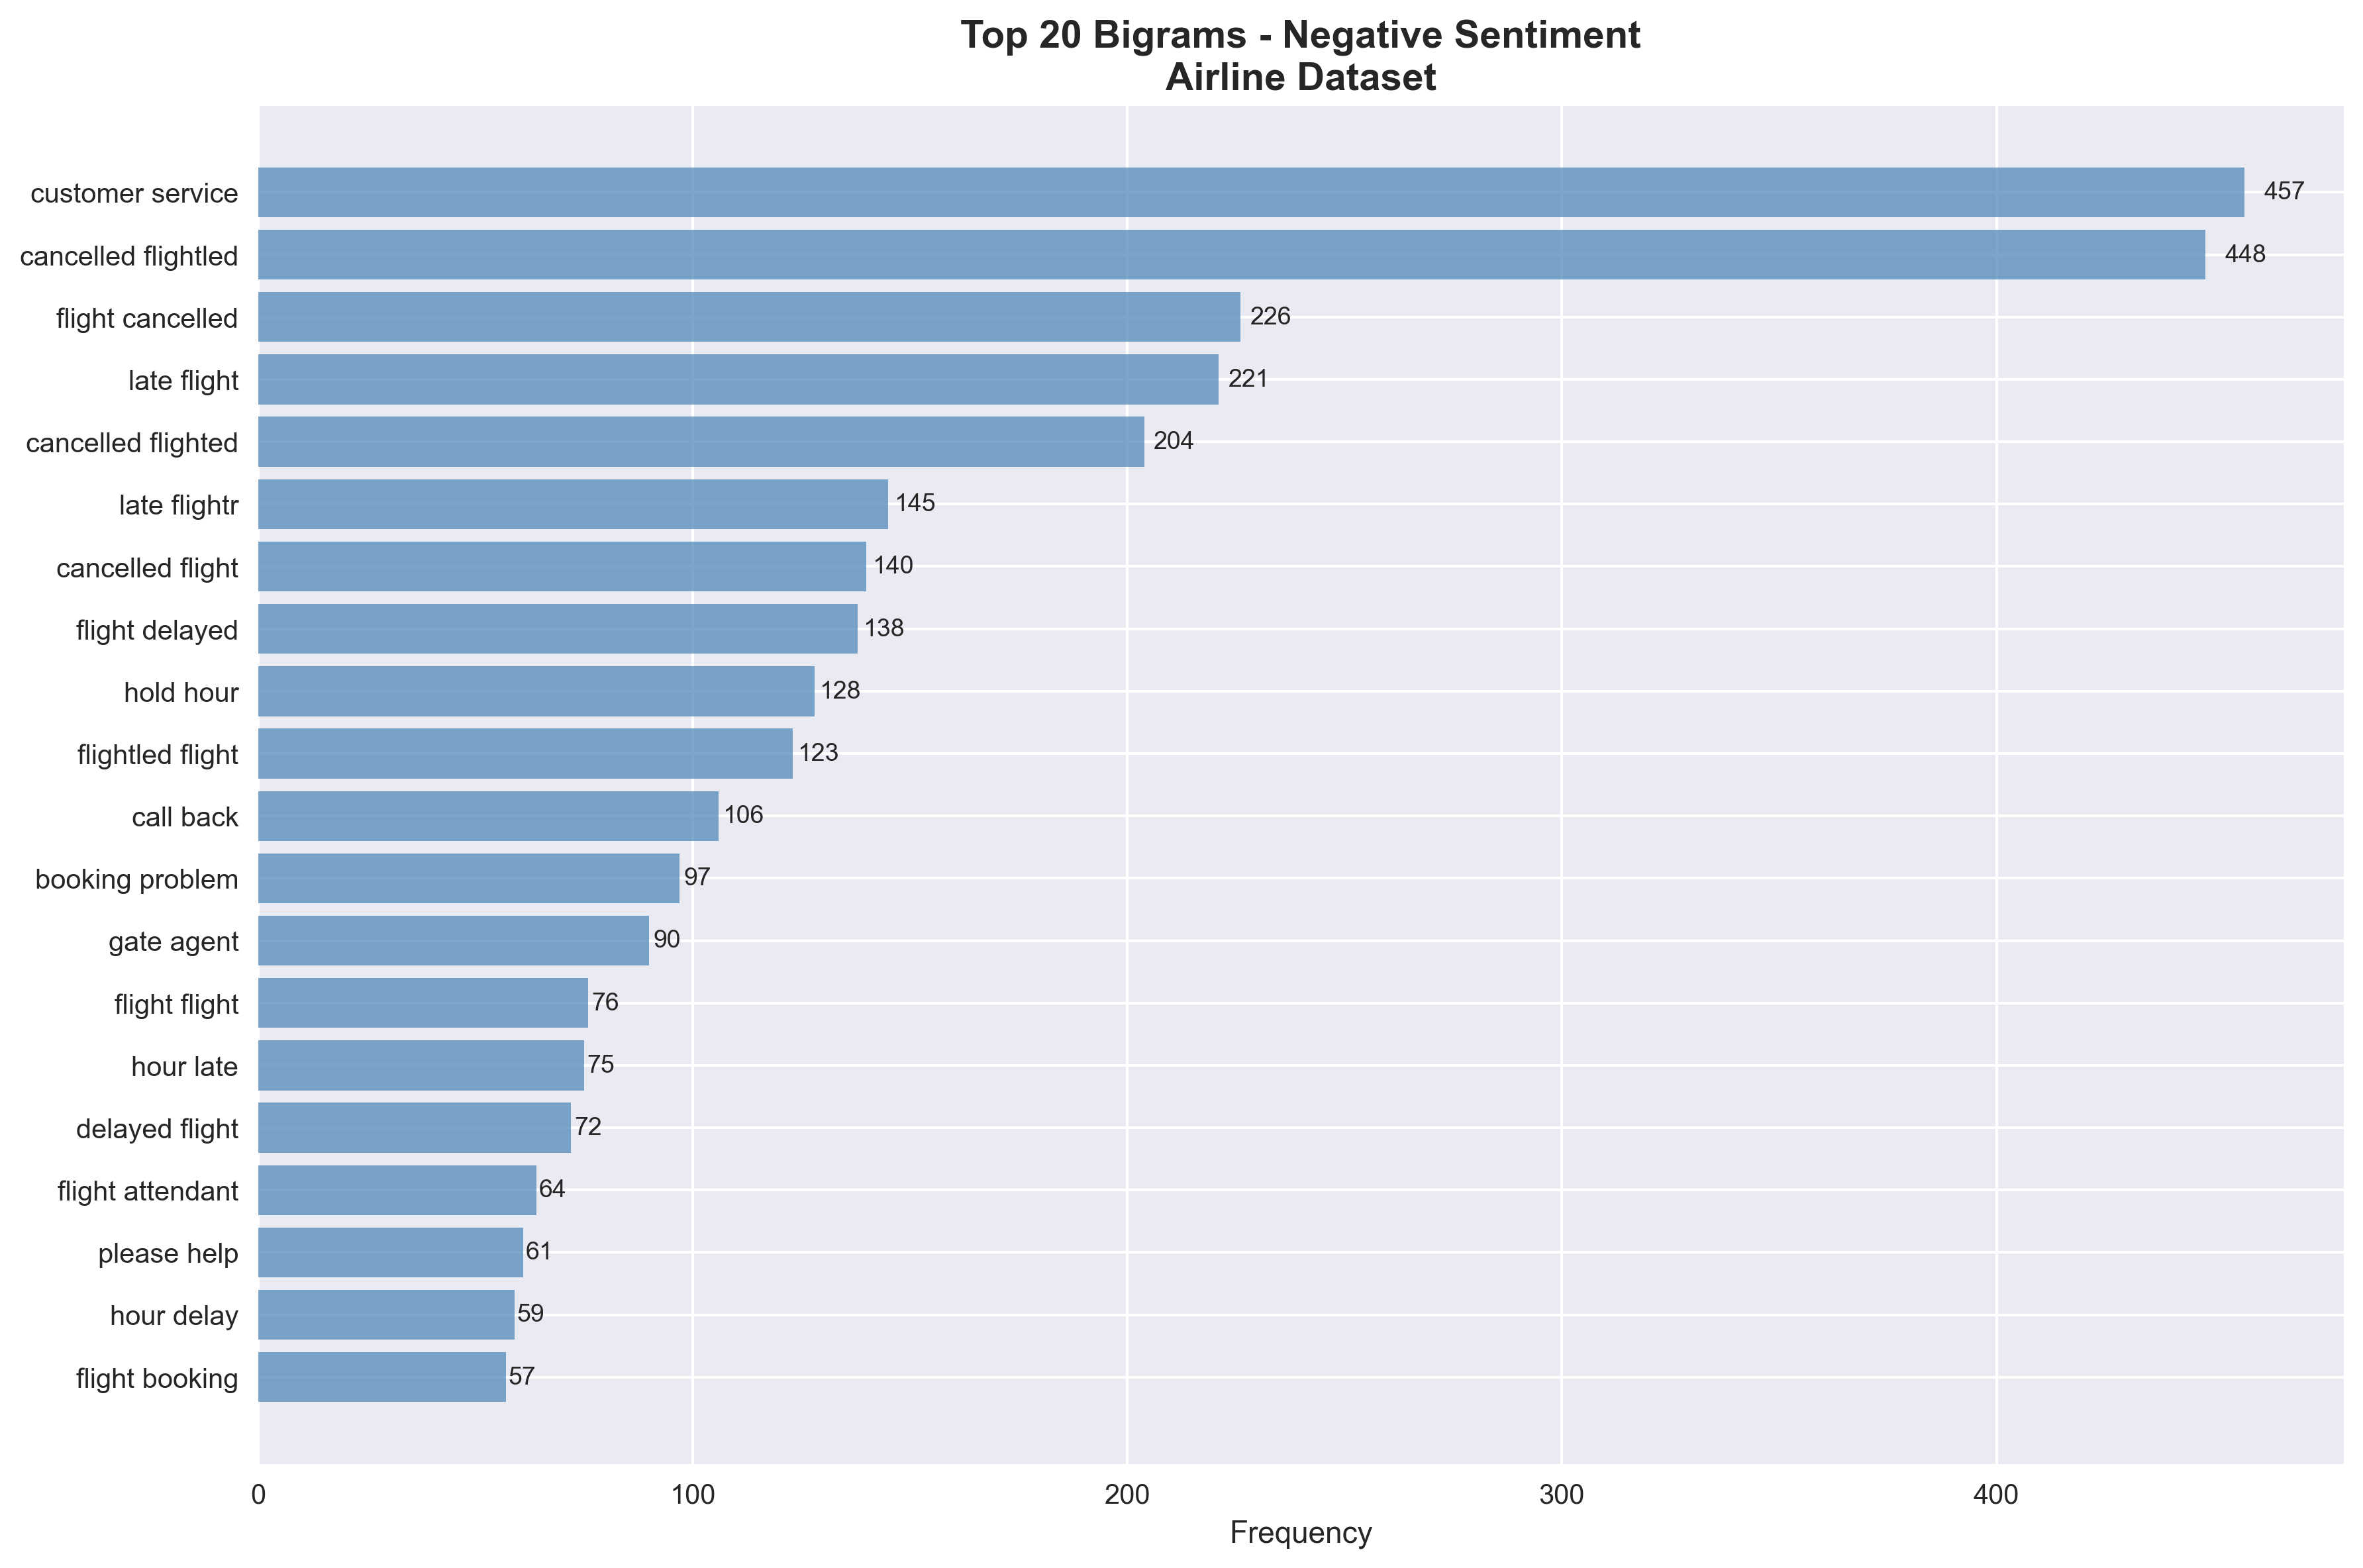 Top 20 Bigrams - Negative Sentiment
Airline Dataset
customer service 457
cancelled flightled 448
flight cancelled 226
late flight 221
cancelled flighted 204
late flightr 145
cancelled flight 140
flight delayed 138
hold hour 128
flightled flight 123
call back 106
booking problem 97
gate agent 90
flight flight 76
hour late 75
delayed flight 72
flight attendant 64
please help 61
hour delay 59
flight booking 57
0 100 200 300 400
Frequency